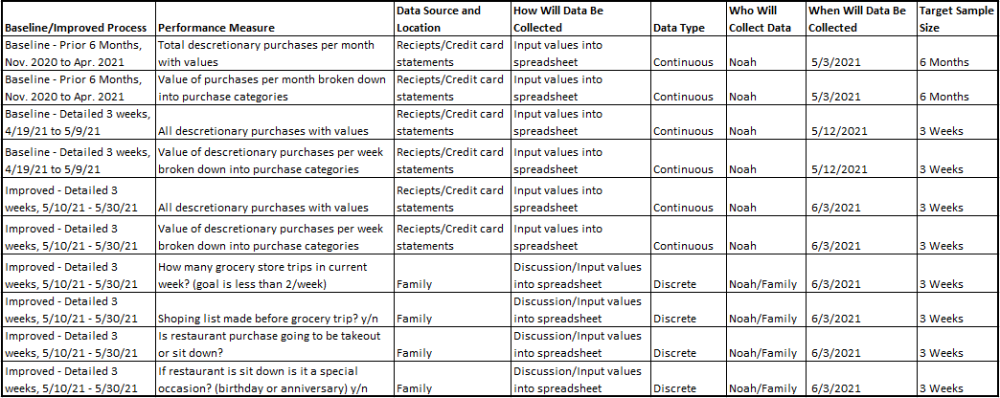 Baseline/Improved Process Performance Measure Data Source and Location How Will Data Be Collected Data Type Who Will Collect Data When Will Data Be Collected Target Sample Size
Baseline - Prior 6 Months, Nov. 2020 to Apr. 2021 Total descretionary purchases per month with values Reciepts/Credit card statements Input values into spreadsheet Continuous Noah 5/3/2021 6 Months
Baseline - Prior 6 Months, Nov. 2020 to Apr. 2021 Value of purchases per month broken down into purchase categories Reciepts/Credit card statements Input values into spreadsheet Continuous Noah 5/3/2021 6 Months
Baseline - Detailed 3 weeks, 4/19/21 to 5/9/21 All descretionary purchases with values Reciepts/Credit card statements Input values into spreadsheet Continuous Noah 5/12/2021 3 Weeks
Baseline - Detailed 3 weeks, 4/19/21 to 5/9/21 Value of descretionary purchases per week broken down into purchase categories Reciepts/Credit card statements Input values into spreadsheet Continuous Noah 5/12/2021 3 Weeks
Improved - Detailed 3 weeks, 5/10/21 - 5/30/21 All descretionary purchases with values Reciepts/Credit card statements Input values into spreadsheet Continuous Noah 6/3/2021 3 Weeks
Improved - Detailed 3 weeks, 5/10/21 - 5/30/21 Value of descretionary purchases per week broken down into purchase categories Reciepts/Credit card statements Input values into spreadsheet Continuous Noah 6/3/2021 3 Weeks
Improved - Detailed 3 weeks, 5/10/21 - 5/30/21 How many grocery store trips in current week? (goal is less than 2/week) Family Discussion/Input values into spreadsheet Discrete Noah/Family 6/3/2021 3 Weeks
Improved - Detailed 3 weeks, 5/10/21 - 5/30/21 Shoping list made before grocery trip? y/n Family Discussion/Input values into spreadsheet Discrete Noah/Family 6/3/2021 3 Weeks
Improved - Detailed 3 weeks, 5/10/21 - 5/30/21 Is restaurant purchase going to be takeout or sit down? Family Discussion/Input values into spreadsheet Discrete Noah/Family 6/3/2021 3 Weeks
Improved - Detailed 3 weeks, 5/10/21 - 5/30/21 If restaurant is sit down is it a special occasion? (birthday or anniversary) y/n Family Discussion/Input values into spreadsheet Discrete Noah/Family 6/3/2021 3 Weeks